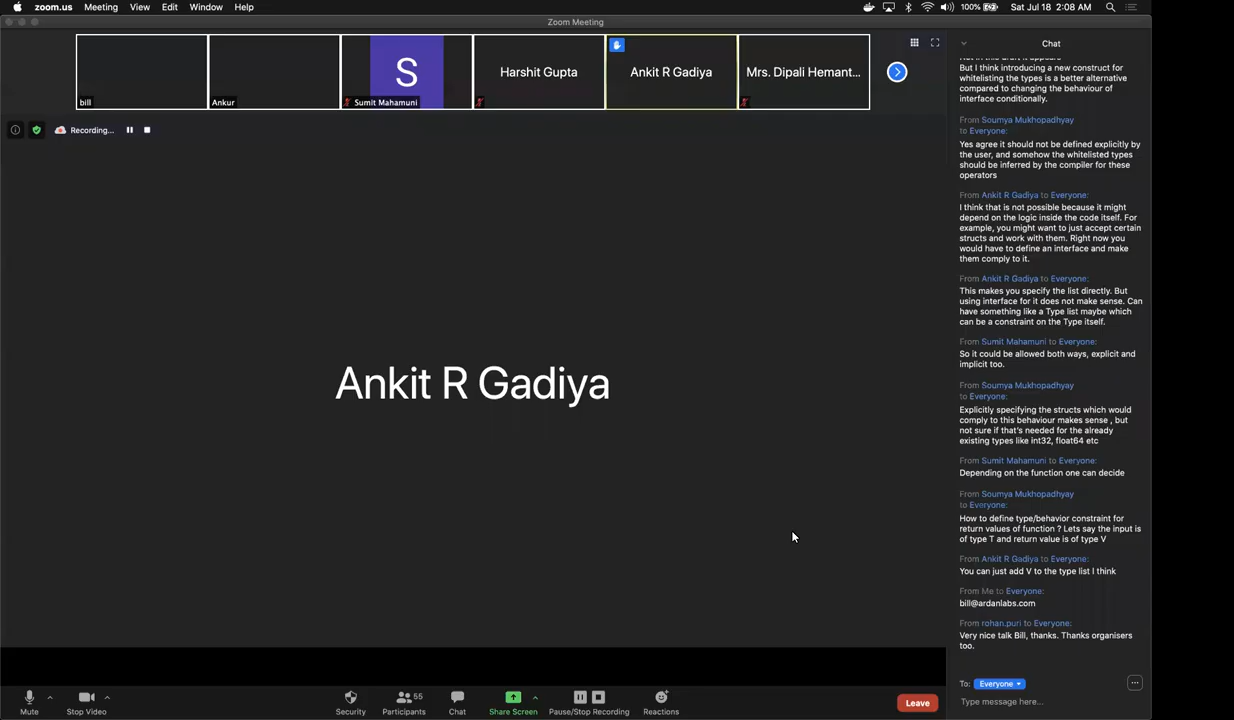 zoom.us Meeting View Edit Window Help
100% Sat Jul 18 2:08 AM
Zoom Meeting
bill
Ankur
S
Sumit Mahamuni
Harshit Gupta
Ankit R Gadiya
Mrs. Dipali Hemant...
Recording...
Ankit R Gadiya
Chat
But I think introducing a new construct for
whitelisting the types is a better alternative
compared to changing the behaviour of
interface conditionally.
From Soumya Mukhopadhyay
to Everyone:
Yes agree it should not be defined explicitly by
the user, and somehow the whitelisted types
should be inferred by the compiler for these
operators
From Ankit R Gadiya to Everyone:
I think that is not possible because it might
depend on the logic inside the code itself. For
example, you might want to just accept certain
structs and work with them. Right now you
would have to define an interface and make
them comply to it.
From Ankit R Gadiya to Everyone:
This makes you specify the list directly. But
using interface for it does not make sense. Can
have something like a Type list maybe which
can be a constraint on the Type itself.
From Sumit Mahamuni to Everyone:
So it could be allowed both ways, explicit and
implicit too.
From Soumya Mukhopadhyay
to Everyone:
Explicitly specifying the structs which would
comply to this behaviour makes sense , but
not sure if that's needed for the already
existing types like int32, float64 etc
From Sumit Mahamuni to Everyone:
Depending on the function one can decide
From Soumya Mukhopadhyay
to Everyone:
How to define type/behavior constraint for
return values of function ? Lets say the input is
of type T and return value is of type V
From Ankit R Gadiya to Everyone:
You can just add V to the type list I think
From Me to Everyone:
bill@ardanlabs.com
From rohan.puri to Everyone:
Very nice talk Bill, thanks. Thanks organisers
too.
To: Everyone
Type message here...
Mute
Stop Video
Security
55
Participants
Chat
Share Screen
Pause/Stop Recording
Reactions
Leave